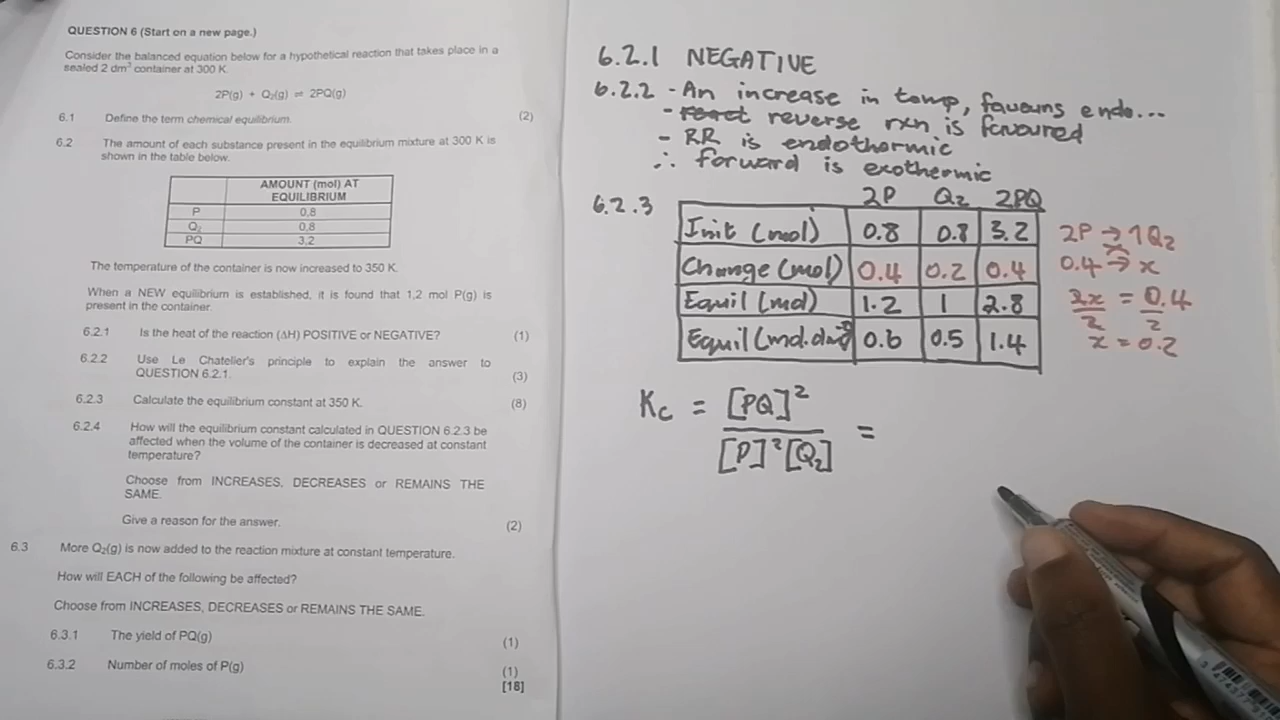 QUESTION 6 (Start on a new page.)
Consider the balanced equation below for a hypothetical reaction that takes place in a
sealed 2 dm³ container at 300 K.
2P(g) + Q₂(g) ⇌ 2PQ(g)
6.1 Define the term chemical equilibrium. (2)
6.2 The amount of each substance present in the equilibrium mixture at 300 K is
shown in the table below.
AMOUNT (mol) AT
EQUILIBRIUM
P 0,8
Q₂ 0,8
PQ 3,2
The temperature of the container is now increased to 350 K.
When a NEW equilibrium is established, it is found that 1,2 mol P(g) is
present in the container.
6.2.1 Is the heat of the reaction (ΔH) POSITIVE or NEGATIVE? (1)
6.2.2 Use Le Chatelier's principle to explain the answer to
QUESTION 6.2.1. (3)
6.2.3 Calculate the equilibrium constant at 350 K. (8)
6.2.4 How will the equilibrium constant calculated in QUESTION 6.2.3 be
affected when the volume of the container is decreased at constant
temperature?
Choose from INCREASES, DECREASES or REMAINS THE
SAME.
Give a reason for the answer. (2)
6.3 More Q₂(g) is now added to the reaction mixture at constant temperature.
How will EACH of the following be affected?
Choose from INCREASES, DECREASES or REMAINS THE SAME.
6.3.1 The yield of PQ(g) (1)
6.3.2 Number of moles of P(g) (1)
[18]
6.2.1 NEGATIVE
6.2.2 - An increase in temp, favours endo...
- react reverse rxn is favoured
- RR is endothermic
∴ forward is exothermic
6.2.3 2P Q₂ 2PQ
Init (mol) 0.8 0.8 3.2
Change (mol) 0.4 0.2 0.4
Equil (mol) 1.2 1 2.8
Equil (mol.dm⁻³) 0.6 0.5 1.4
2P → 1Q₂
0.4 → x
2x/2 = 0.4/2
x = 0.2
Kc = [PQ]² / [P]²[Q₂] =